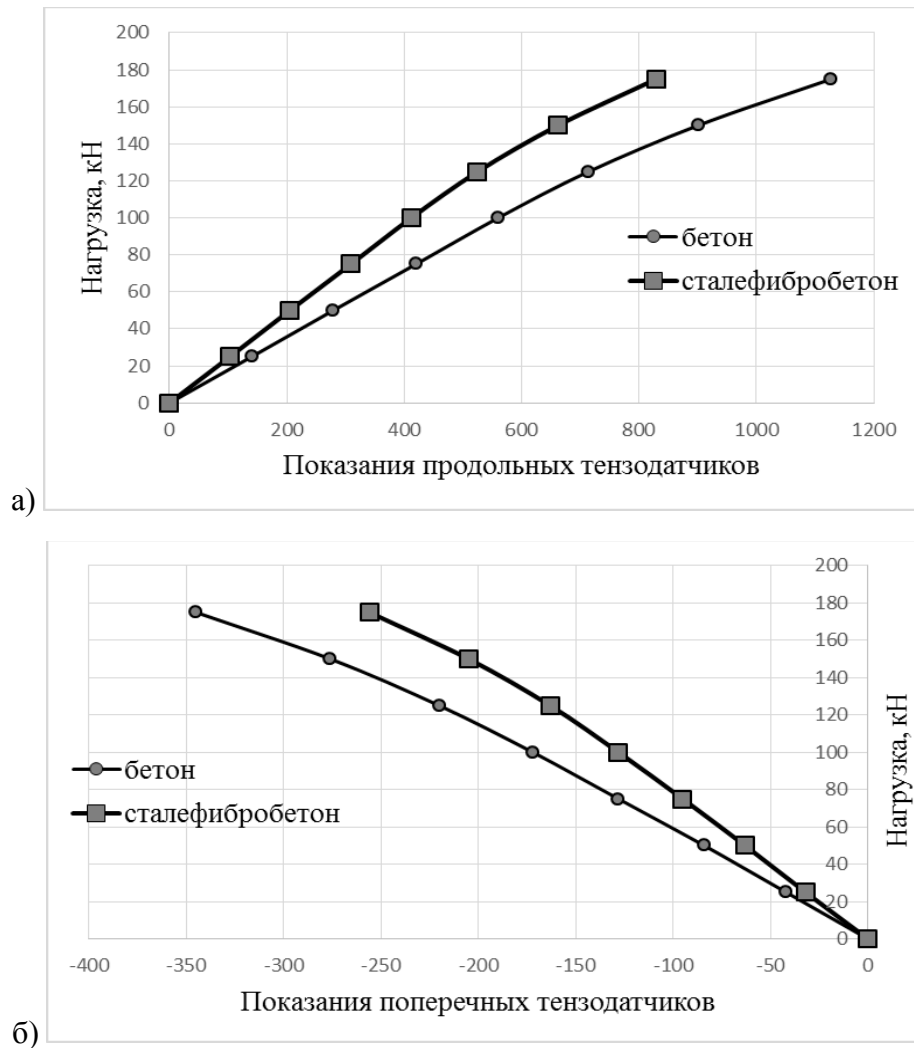 200
180
160
140
120
100
80
60
40
20
0
Нагрузка, кН
бетон
сталефибробетон
0 200 400 600 800 1000 1200
Показания продольных тензодатчиков
а)
200
180
160
140
120
100
80
60
40
20
0
Нагрузка, кН
бетон
сталефибробетон
-400 -350 -300 -250 -200 -150 -100 -50 0
Показания поперечных тензодатчиков
б)